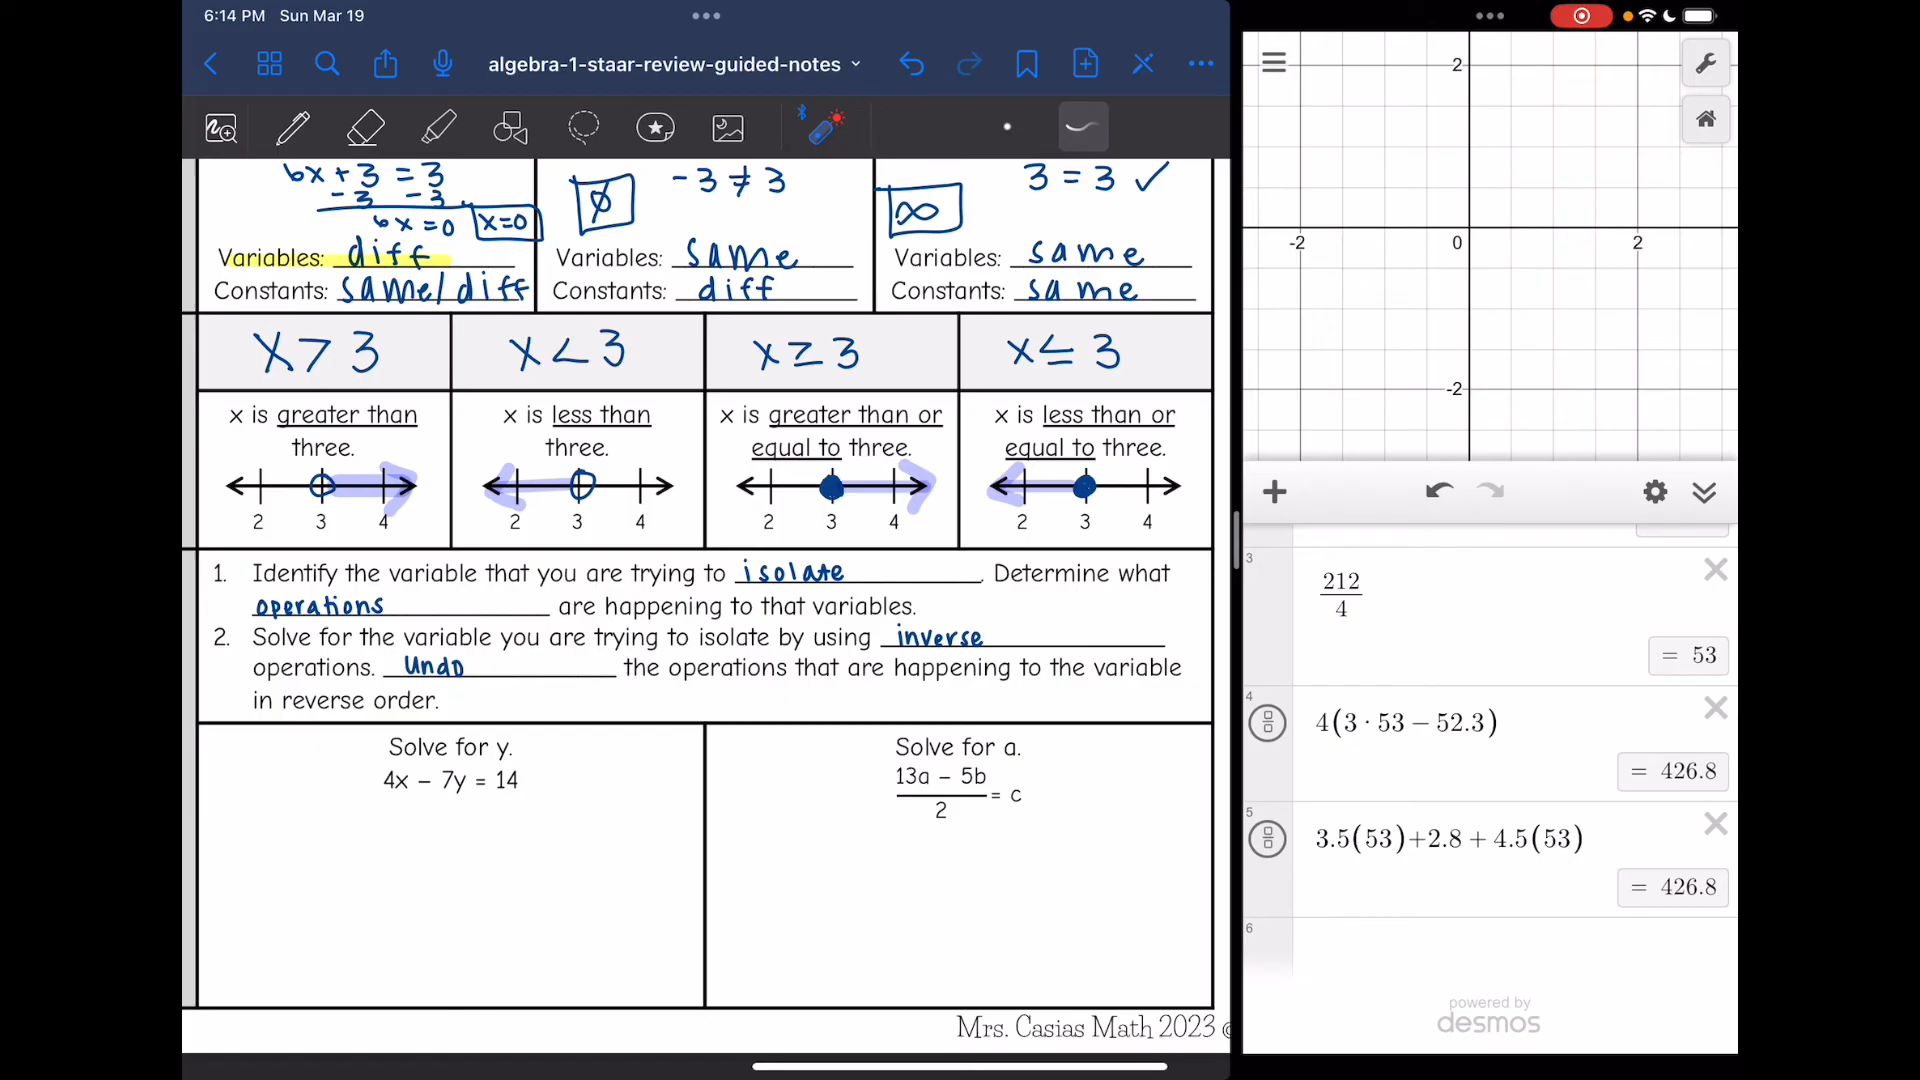 6:14 PM Sun Mar 19
algebra-1-staar-review-guided-notes
6x + 3 = 3
- 3 - 3
6x = 0 x=0
Variables: diff
Constants: same/diff
-3 ≠ 3
∅
Variables: same
Constants: diff
3 = 3 ✓
∞
Variables: same
Constants: same
x > 3
x < 3
x ≥ 3
x ≤ 3
x is greater than
three.
2 3 4
x is less than
three.
2 3 4
x is greater than or
equal to three.
2 3 4
x is less than or
equal to three.
2 3 4
1. Identify the variable that you are trying to isolate. Determine what
operations are happening to that variables.
2. Solve for the variable you are trying to isolate by using inverse
operations. Undo the operations that are happening to the variable
in reverse order.
Solve for y.
4x – 7y = 14
Solve for a.
13a – 5b
= c
2
Mrs. Casias Math 2023 ©
2
-2 0 2
-2
3
212
4
= 53
4
4(3 · 53 − 52.3)
= 426.8
5
3.5(53)+2.8 + 4.5(53)
= 426.8
6
powered by
desmos